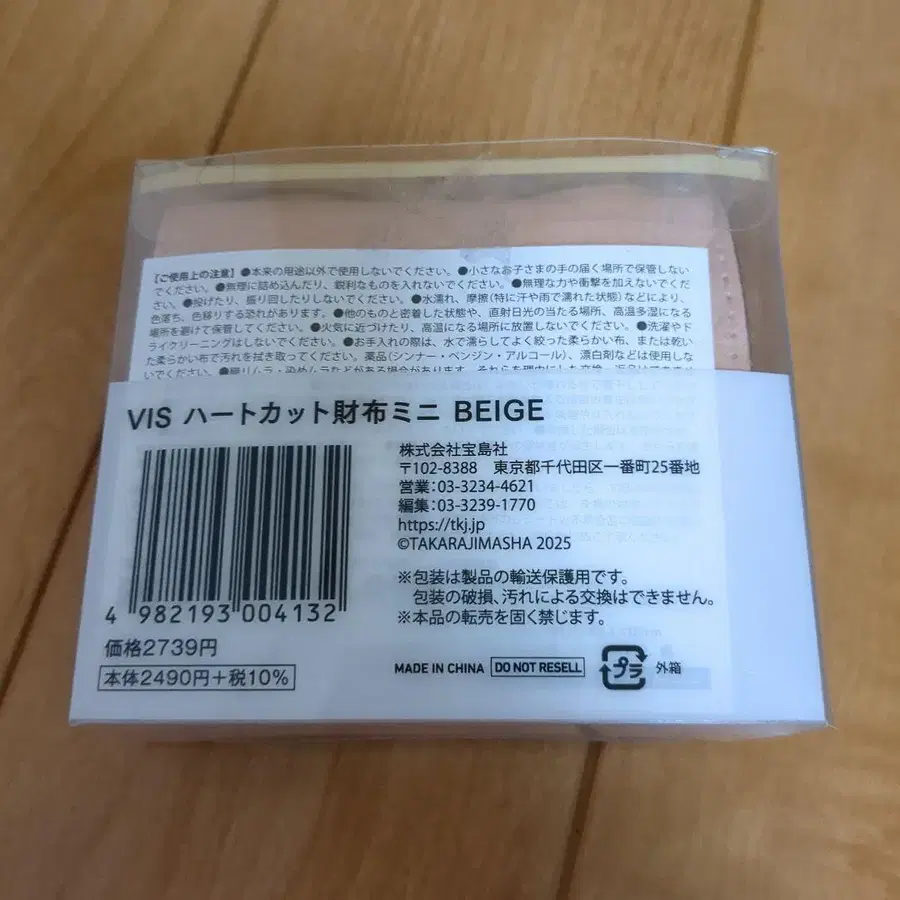 【ご使用上の注意】●本来の用途以外で使用しないでください。●小さなお子さまの手の届く場所で保管しない
でください。●無理に詰め込んだり、鋭利なものを入れないでください。●無理な力や衝撃を加えないでくだ
さい。●投げたり、振り回したりしないでください。●水濡れ、摩擦(特に汗や雨で濡れた状態)などにより、
色落ち、色移りする恐れがあります。●他のものと密着した状態や、直射日光の当たる場所、高温多湿になる
場所を避けて保管してください。●火気に近づけたり、高温になる場所に放置しないでください。●洗濯やド
ライクリーニングはしないでください。●お手入れの際は、水で濡らしてよく絞った柔らかい布、または乾い
た柔らかい布で汚れを拭き取ってください。薬品(シンナー・ベンジン・アルコール)、漂白剤などは使用しな
いでください。
VIS ハートカット財布ミニ BEIGE
株式会社宝島社
〒102-8388 東京都千代田区一番町25番地
営業:03-3234-4621
編集:03-3239-1770
https://tkj.jp
©TAKARAJIMASHA 2025
※包装は製品の輸送保護用です。
包装の破損、汚れによる交換はできません。
※本品の転売を固く禁じます。
4 982193 004132
価格2739円
本体2490円+税10%
MADE IN CHINA DO NOT RESELL プラ 外箱